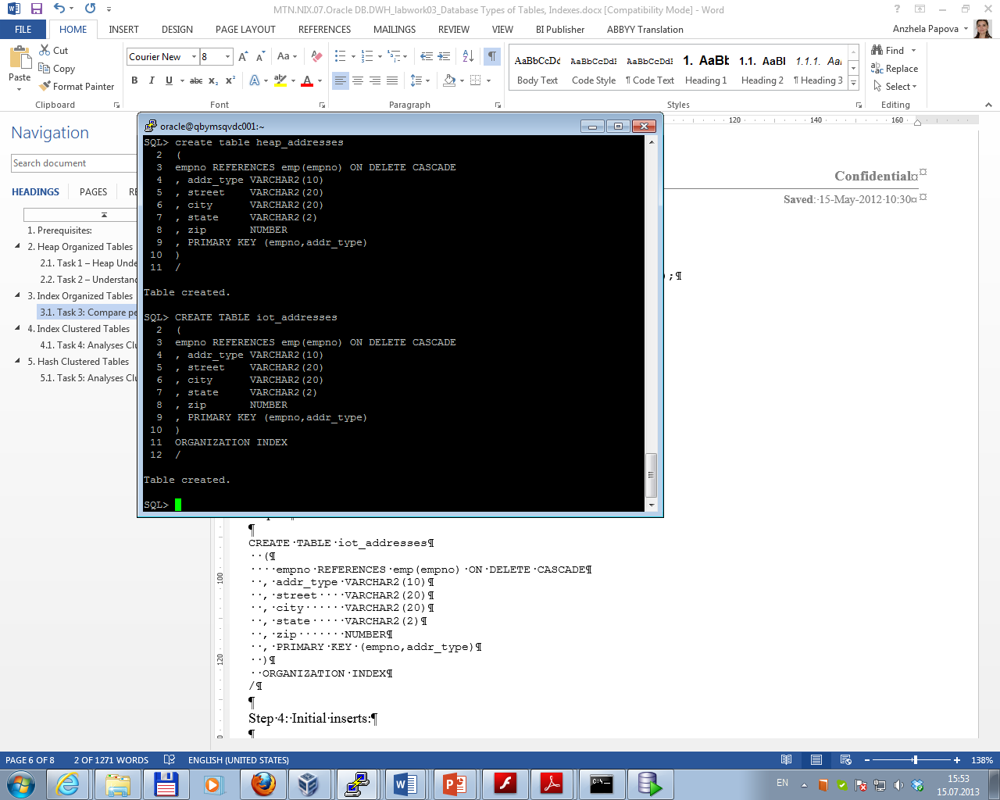 MTN.NIX.07.Oracle DB.DWH_labwork03_Database Types of Tables, Indexes.docx [Compatibility Mode] - Word
FILE HOME INSERT DESIGN PAGE LAYOUT REFERENCES MAILINGS REVIEW VIEW BI Publisher ABBYY Translation Anzhela Papova
Paste
Cut
Copy
Format Painter
Courier New 8
AaBbCcDd AaBbCcDdI AaBbCcDdI 1. AaBb 1.1. AaBl 1.1.1. Aa
Body Text Code Style ¶ Code Text Heading 1 Heading 2 ¶ Heading 3
Find
Replace
Select
Clipboard Font Paragraph Styles Editing
Navigation
Search document
HEADINGS PAGES RE
1. Prerequisites:
2. Heap Organized Tables
2.1. Task 1 – Heap Unde
2.2. Task 2 – Understan
3. Index Organized Tables
3.1. Task 3: Compare pe
4. Index Clustered Tables
4.1. Task 4: Analyses Clu
5. Hash Clustered Tables
5.1. Task 5: Analyses Clu
oracle@qbymsqvdc001:~
SQL> create table heap_addresses
2 (
3 empno REFERENCES emp(empno) ON DELETE CASCADE
4 , addr_type VARCHAR2(10)
5 , street VARCHAR2(20)
6 , city VARCHAR2(20)
7 , state VARCHAR2(2)
8 , zip NUMBER
9 , PRIMARY KEY (empno,addr_type)
10 )
11 /
Table created.
SQL> CREATE TABLE iot_addresses
2 (
3 empno REFERENCES emp(empno) ON DELETE CASCADE
4 , addr_type VARCHAR2(10)
5 , street VARCHAR2(20)
6 , city VARCHAR2(20)
7 , state VARCHAR2(2)
8 , zip NUMBER
9 , PRIMARY KEY (empno,addr_type)
10 )
11 ORGANIZATION INDEX
12 /
Table created.
SQL>
120 140 160
Confidential¤
Saved:·15-May-2012·10:30¤
;¶
¶
CREATE·TABLE·iot_addresses¶
··(¶
····empno·REFERENCES·emp(empno)·ON·DELETE·CASCADE¶
··,·addr_type·VARCHAR2(10)¶
··,·street····VARCHAR2(20)¶
··,·city······VARCHAR2(20)¶
··,·state·····VARCHAR2(2)¶
··,·zip·······NUMBER¶
··,·PRIMARY·KEY·(empno,addr_type)¶
··)¶
··ORGANIZATION·INDEX¶
/¶
¶
Step·4:·Initial·inserts:¶
¶
100
120
PAGE 6 OF 8 2 OF 1271 WORDS ENGLISH (UNITED STATES) 138%
EN 15:53
15.07.2013